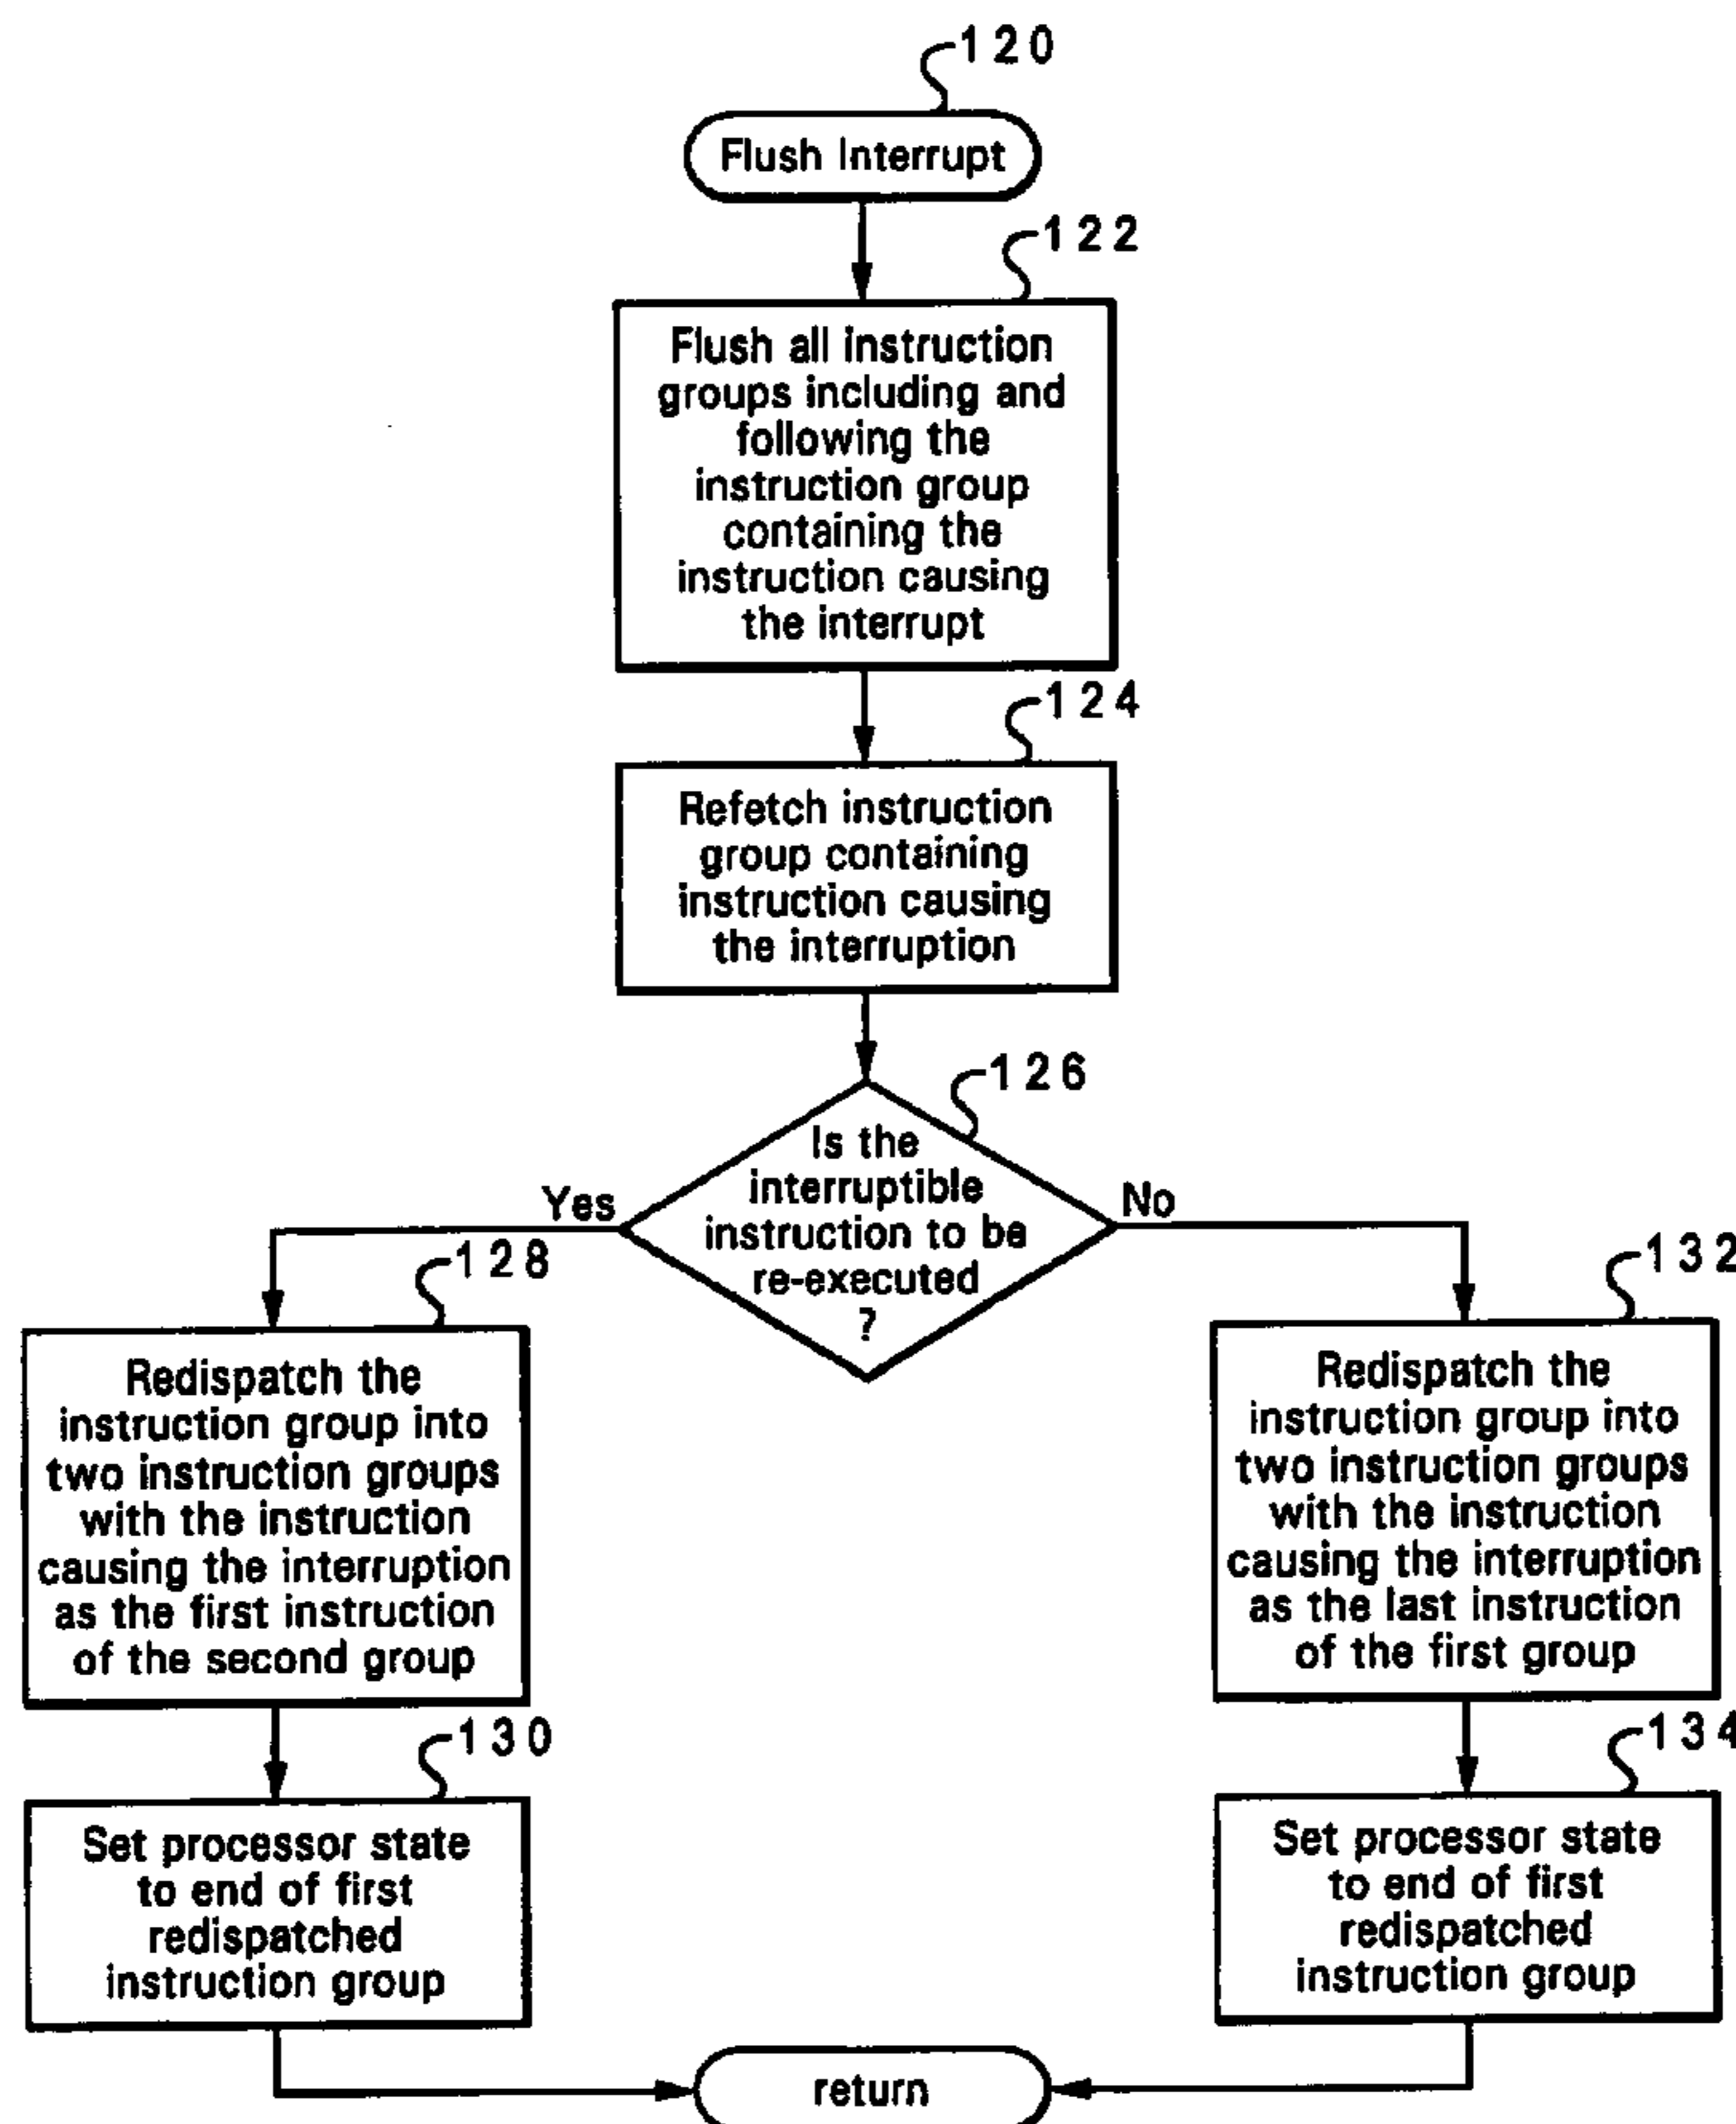 120
Flush Interrupt
122
Flush all instruction
groups including and
following the
instruction group
containing the
instruction causing
the interrupt
124
Refetch instruction
group containing
instruction causing
the interruption
126
Is the
interruptible
instruction to be
re-executed
?
Yes
No
128
Redispatch the
instruction group into
two instruction groups
with the instruction
causing the interruption
as the first instruction
of the second group
132
Redispatch the
instruction group into
two instruction groups
with the instruction
causing the interruption
as the last instruction
of the first group
130
Set processor state
to end of first
redispatched
instruction group
134
Set processor state
to end of first
redispatched
instruction group
return